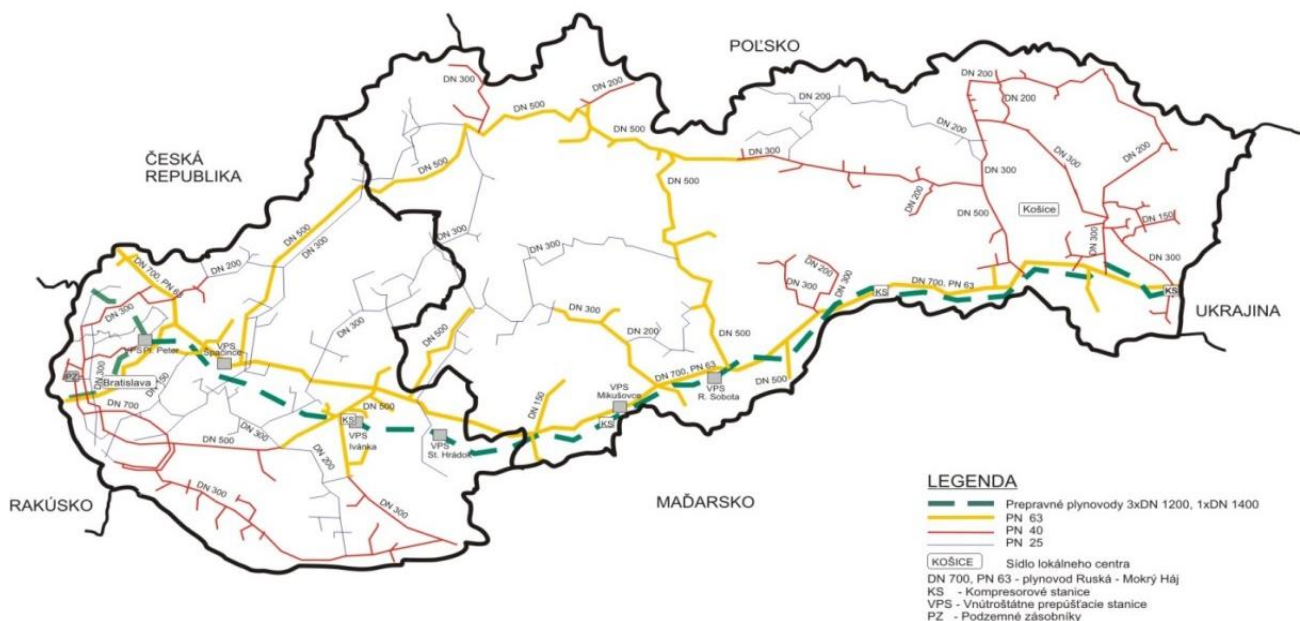 POĽSKO
ČESKÁ
REPUBLIKA
UKRAJINA
MAĎARSKO
RAKÚSKO
DN 300
DN 500
DN 200
DN 500
DN 200
DN 200
DN 200
DN 200
DN 300
DN 300
DN 200
DN 500
DN 300
DN 200
DN 500
Košice
DN 150
DN 300
DN 300
DN 500
DN 500
DN 300
DN 300
DN 700, PN 63
DN 200
DN 300
DN 200
DN 300
DN 300
DN 700, PN 63
KS
KS
DN 300
VPS Pl. Peter
VPS
Špačince
DN 300
DN 500
DN 300
DN 200
DN 500
PZ
DN 300
Bratislava
DN 150
DN 700
DN 500
DN 300
DN 500
KS
VPS
Ivánka
DN 200
VPS
St. Hrádok
DN 150
VPS
Mikušovce
KS
DN 700, PN 63
VPS
R. Sobota
DN 500
DN 300
DN 300
LEGENDA
Prepravné plynovody 3xDN 1200, 1xDN 1400
PN 63
PN 40
PN 25
KOŠICE Sídlo lokálneho centra
DN 700, PN 63 - plynovod Ruská - Mokrý Háj
KS - Kompresorové stanice
VPS - Vnútroštátne prepúšťacie stanice
PZ - Podzemné zásobníky